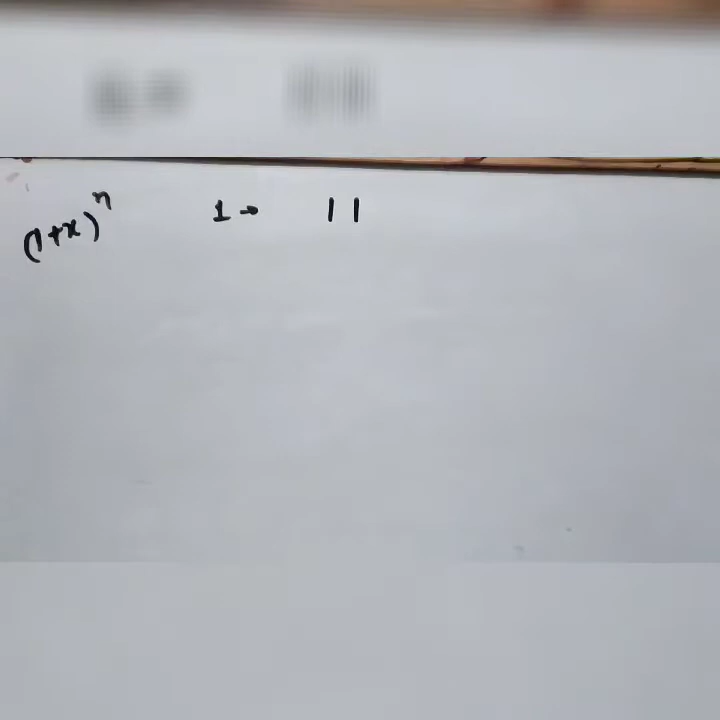 (1+x)^n 1 → 1 1